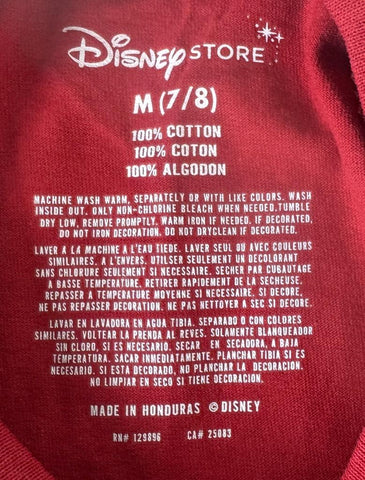 Disney STORE
M (7/8)
100% COTTON
100% COTON
100% ALGODON
MACHINE WASH WARM, SEPARATELY OR WITH LIKE COLORS. WASH
INSIDE OUT. ONLY NON-CHLORINE BLEACH WHEN NEEDED.TUMBLE
DRY LOW, REMOVE PROMPTLY. WARM IRON IF NEEDED. IF DECORATED,
DO NOT IRON DECORATION. DO NOT DRYCLEAN IF DECORATED.
LAVER A LA MACHINE A L'EAU TIEDE. LAVER SEUL OU AVEC COULEURS
SIMILAIRES, A L'ENVERS. UTILISER SEULEMENT UN DECOLORANT
SANS CHLORURE SEULEMENT SI NECESSAIRE. SECHER PAR CUBAUTAGE
A BASSE TEMPERATURE. RETIRER RAPIDEMENT DE LA SECHEUSE.
REPASSER A TEMPERATURE MOYENNE SI NECESSAIRE. SI DECORE,
NE PAS REPASSER DECORATION. NE PAS NETTOYER A SEC SI DECORE.
LAVAR EN LAVADORA EN AGUA TIBIA. SEPARADO O CON COLORES
SIMILARES. VOLTEAR LA PRENDA AL REVES. SOLAMENTE BLANQUEADOR
SIN CLORO, SI ES NECESARIO. SECAR EN SECADORA, A BAJA
TEMPERATURA. SACAR INMEDIATAMENTE. PLANCHAR TIBIA SI ES
NECESARIO. SI ESTA DECORADO, NO PLANCHAR LA DECORACION.
NO LIMPIAR EN SECO SI TIENE DECORACION.
MADE IN HONDURAS ©DISNEY
RN# 129896 CA# 25083